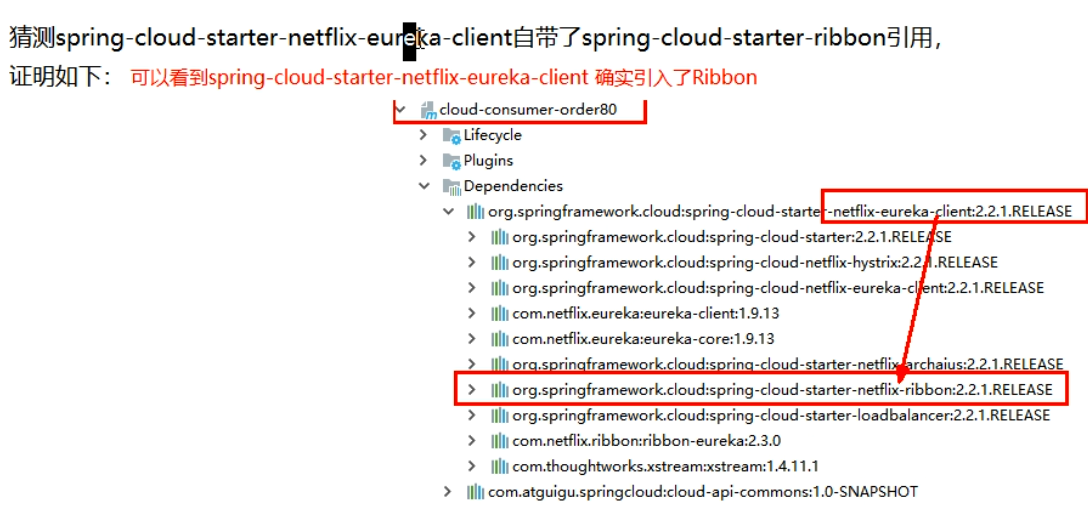 猜测spring-cloud-starter-netflix-eureka-client自带了spring-cloud-starter-ribbon引用，
证明如下： 可以看到spring-cloud-starter-netflix-eureka-client 确实引入了Ribbon
cloud-consumer-order80
Lifecycle
Plugins
Dependencies
org.springframework.cloud:spring-cloud-starter-netflix-eureka-client:2.2.1.RELEASE
org.springframework.cloud:spring-cloud-starter:2.2.1.RELEASE
org.springframework.cloud:spring-cloud-netflix-hystrix:2.2.1.RELEASE
org.springframework.cloud:spring-cloud-netflix-eureka-client:2.2.1.RELEASE
com.netflix.eureka:eureka-client:1.9.13
com.netflix.eureka:eureka-core:1.9.13
org.springframework.cloud:spring-cloud-starter-netflix-archaius:2.2.1.RELEASE
org.springframework.cloud:spring-cloud-starter-netflix-ribbon:2.2.1.RELEASE
org.springframework.cloud:spring-cloud-starter-loadbalancer:2.2.1.RELEASE
com.netflix.ribbon:ribbon-eureka:2.3.0
com.thoughtworks.xstream:xstream:1.4.11.1
com.atguigu.springcloud:cloud-api-commons:1.0-SNAPSHOT